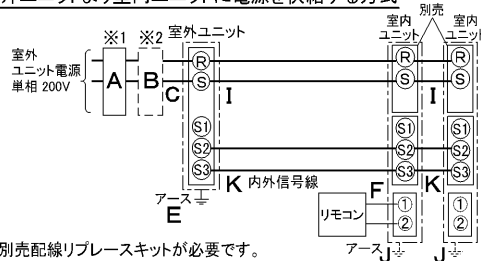 外ユニットより室内ユニットに電源を供給する方式
※1 ※2 室外ユニット
別売
室内ユニット
室内ユニット
室外
ユニット電源
単相 200V
A B C
R
S
I
R
S
R
S
I
S1
S2
S3
S1
S2
S3
S1
S2
S3
K 内外信号線
F
K
アース
E
リモコン
①
②
①
②
アース J
J
別売配線リプレースキットが必要です。